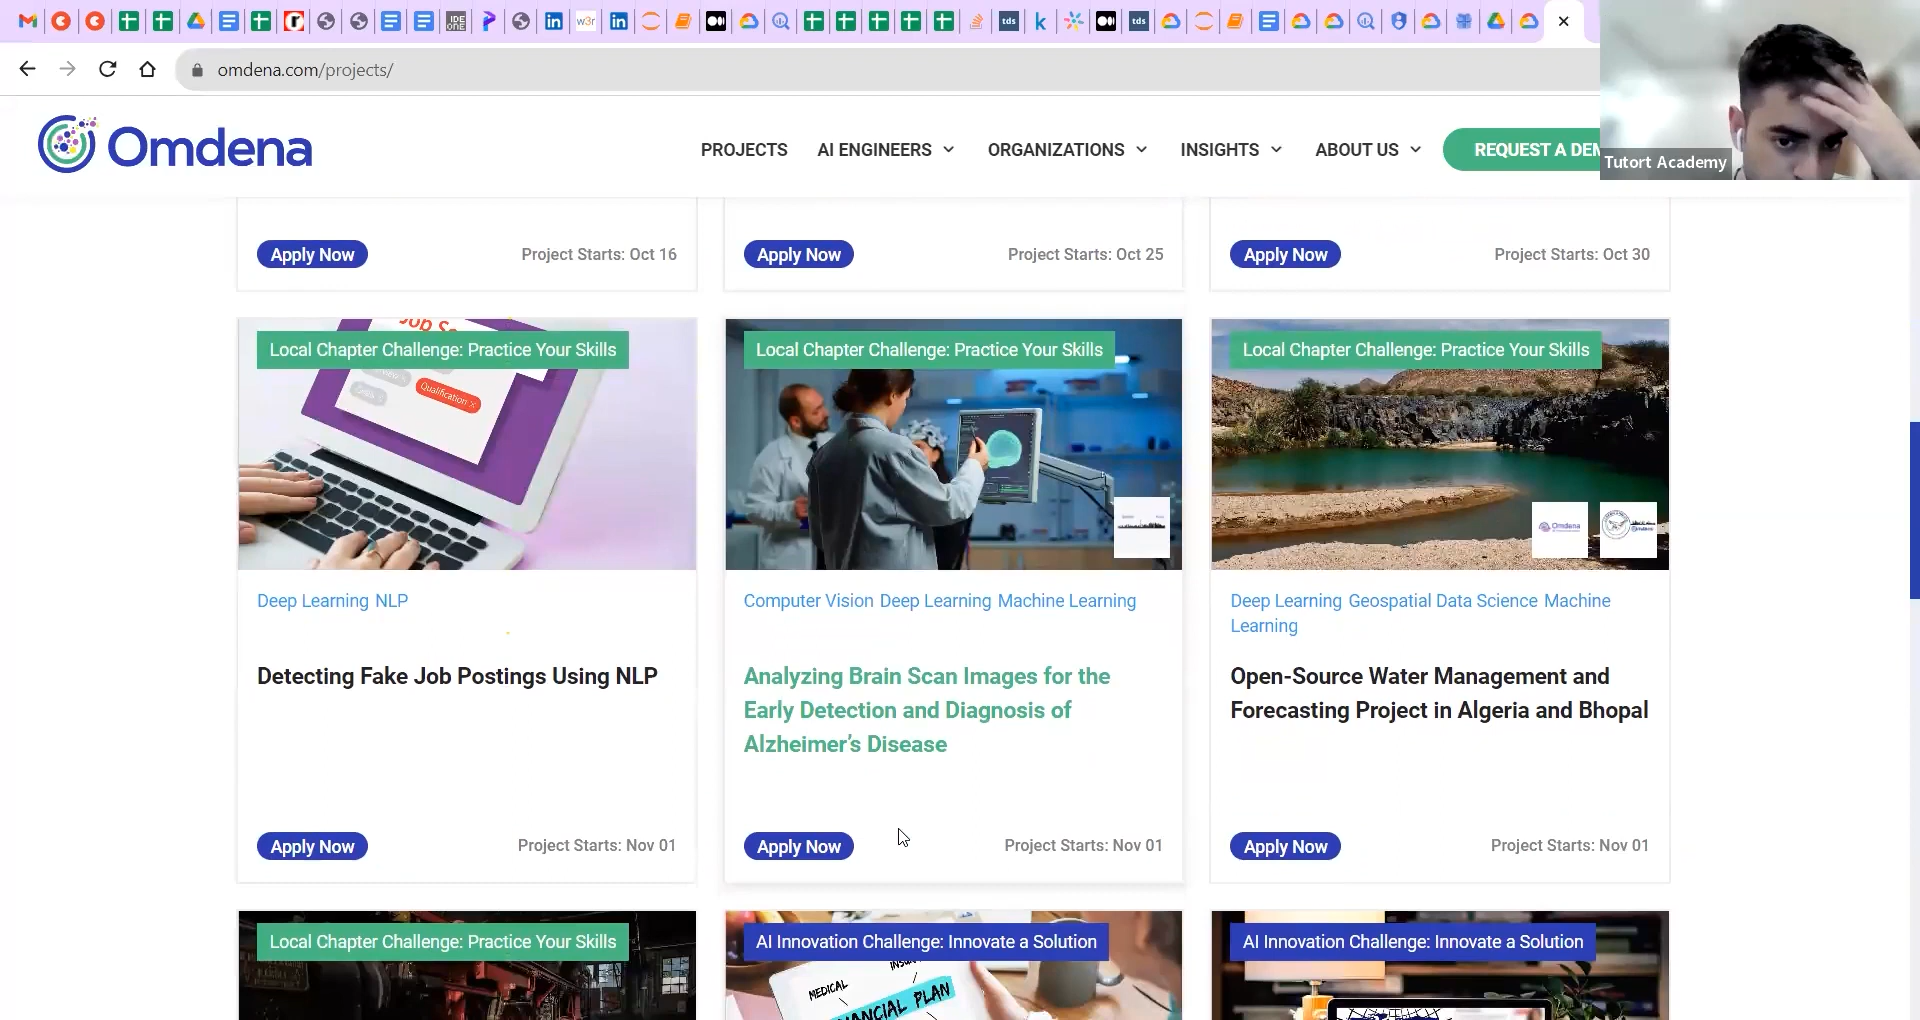 omdena.com/projects/
Omdena
PROJECTS AI ENGINEERS ORGANIZATIONS INSIGHTS ABOUT US REQUEST A DEM
Tutort Academy
Apply Now Project Starts: Oct 16
Apply Now Project Starts: Oct 25
Apply Now Project Starts: Oct 30
Local Chapter Challenge: Practice Your Skills
Qualification
Deep Learning NLP
Detecting Fake Job Postings Using NLP
Apply Now Project Starts: Nov 01
Local Chapter Challenge: Practice Your Skills
Computer Vision Deep Learning Machine Learning
Analyzing Brain Scan Images for the
Early Detection and Diagnosis of
Alzheimer's Disease
Apply Now Project Starts: Nov 01
Local Chapter Challenge: Practice Your Skills
Omdena
Deep Learning Geospatial Data Science Machine
Learning
Open-Source Water Management and
Forecasting Project in Algeria and Bhopal
Apply Now Project Starts: Nov 01
Local Chapter Challenge: Practice Your Skills
AI Innovation Challenge: Innovate a Solution
MEDICAL
FINANCIAL PLAN
AI Innovation Challenge: Innovate a Solution